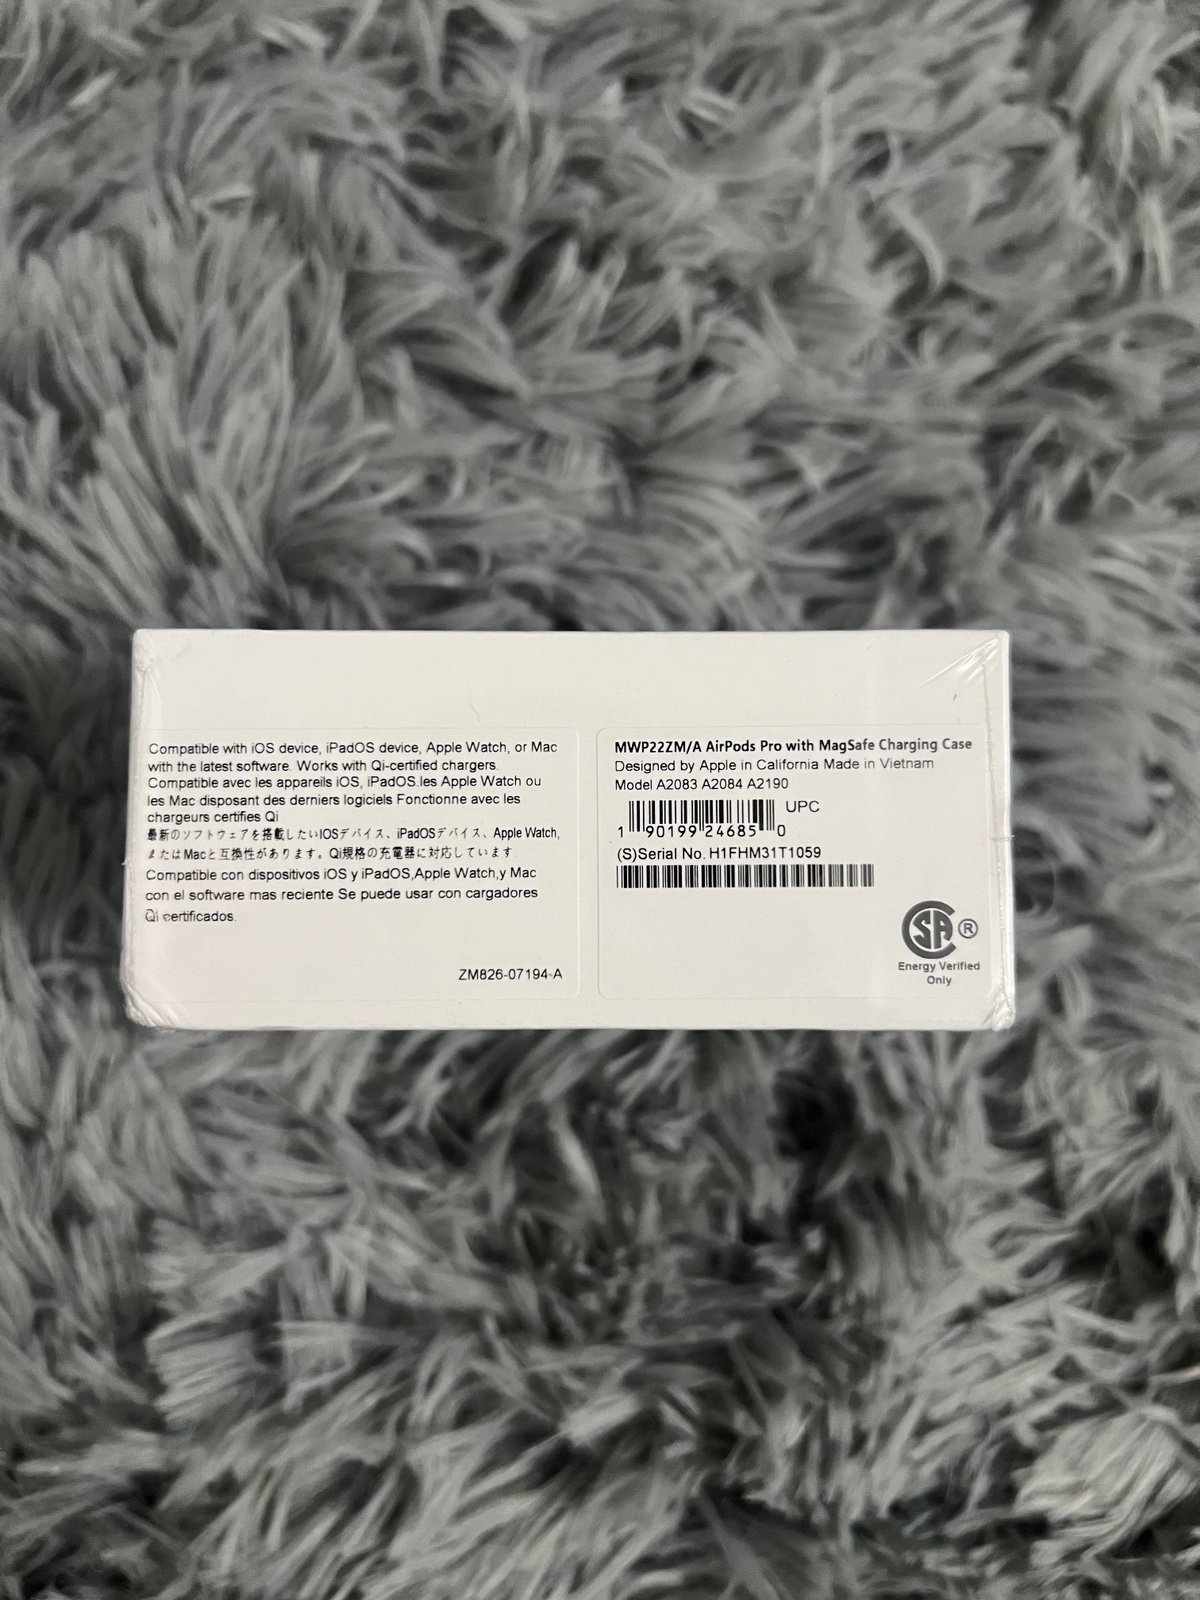 Compatible with iOS device, iPadOS device, Apple Watch, or Mac
with the latest software. Works with Qi-certified chargers.
Compatible avec les appareils iOS, iPadOS.les Apple Watch ou
les Mac disposant des derniers logiciels Fonctionne avec les
chargeurs certifies Qi
最新のソフトウェアを搭載したいIOSデバイス、iPadOSデバイス、Apple Watch,
またはMacと互換性があります。Qi規格の充電器に対応しています.
Compatible con dispositivos iOS y iPadOS,Apple Watch,y Mac
con el software mas reciente Se puede usar con cargadores
Qi certificados.
ZM826-07194-A
MWP22ZM/A AirPods Pro with MagSafe Charging Case
Designed by Apple in California Made in Vietnam
Model A2083 A2084 A2190
UPC
1 90199 24685 0
(S)Serial No. H1FHM31T1059
CSA ®
Energy Verified
Only